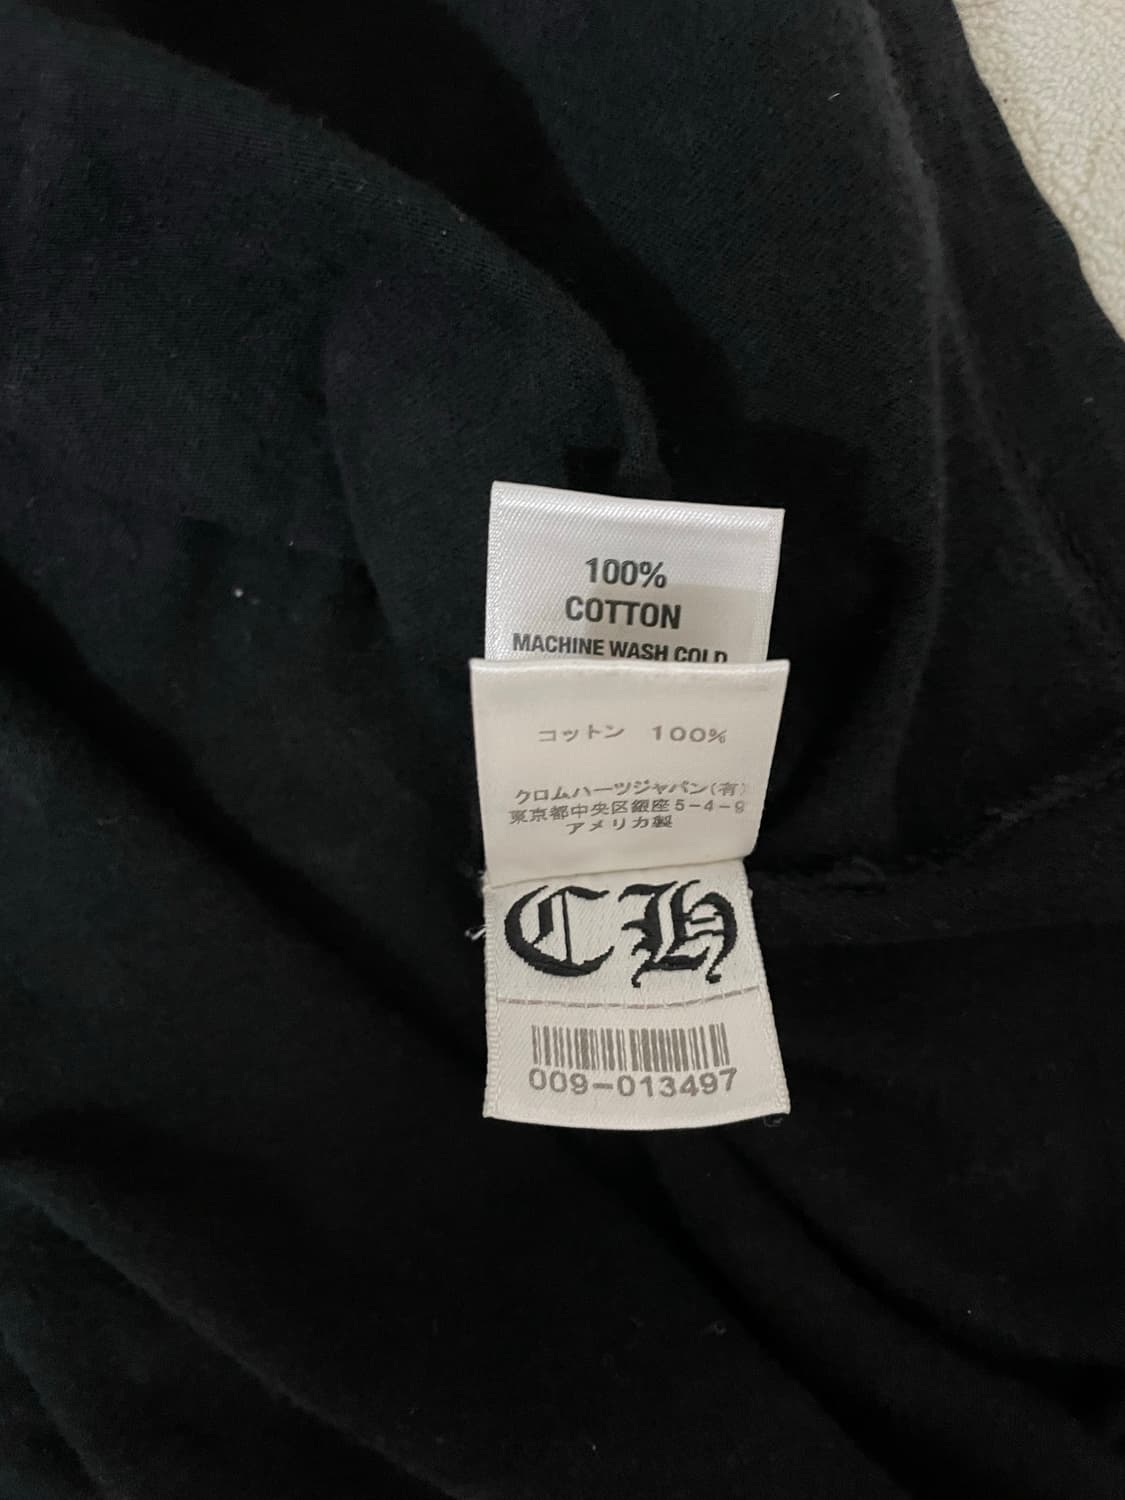 100%
COTTON
MACHINE WASH COLD
コットン 100%
クロムハーツジャパン(有)
東京都中央区銀座5-4-9
アメリカ製
CH
009-013497